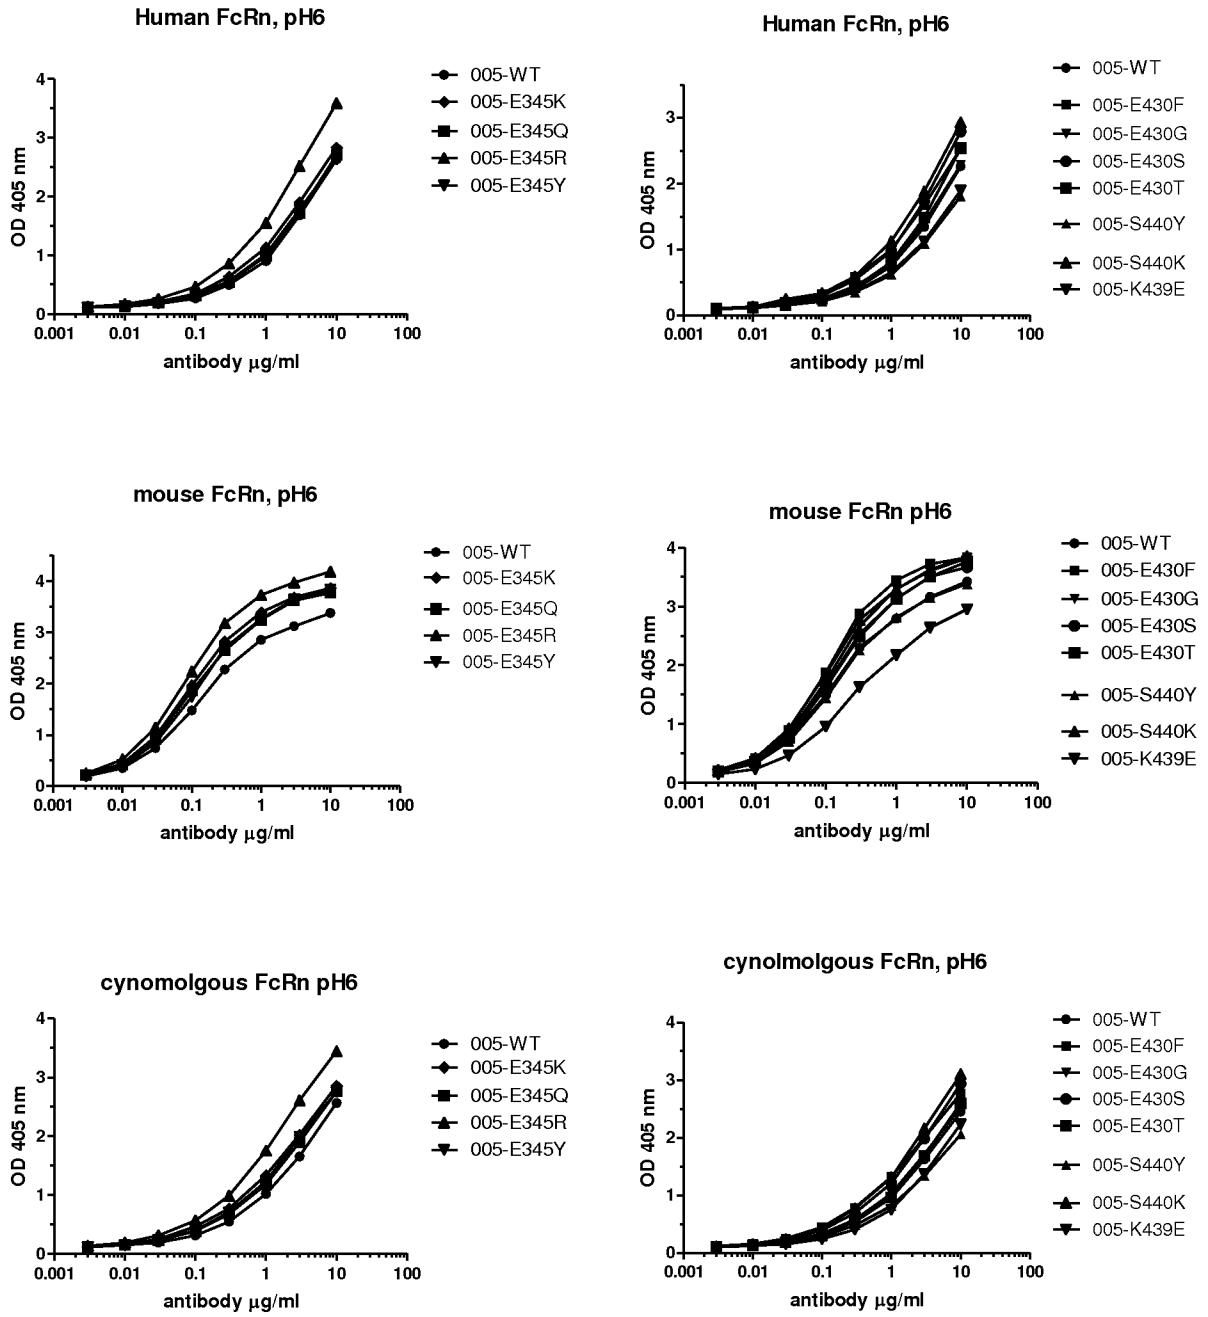 Human FcRn, pH6
4
3
2
1
0
OD 405 nm
0.001 0.01 0.1 1 10 100
antibody μg/ml
005-WT
005-E345K
005-E345Q
005-E345R
005-E345Y
Human FcRn, pH6
3
2
1
0
OD 405 nm
0.001 0.01 0.1 1 10 100
antibody μg/ml
005-WT
005-E430F
005-E430G
005-E430S
005-E430T
005-S440Y
005-S440K
005-K439E
mouse FcRn, pH6
4
3
2
1
0
OD 405 nm
0.001 0.01 0.1 1 10 100
antibody μg/ml
005-WT
005-E345K
005-E345Q
005-E345R
005-E345Y
mouse FcRn pH6
4
3
2
1
0
OD 405 nm
0.001 0.01 0.1 1 10 100
antibody μg/ml
005-WT
005-E430F
005-E430G
005-E430S
005-E430T
005-S440Y
005-S440K
005-K439E
cynomolgous FcRn pH6
4
3
2
1
0
OD 405 nm
0.001 0.01 0.1 1 10 100
antibody μg/ml
005-WT
005-E345K
005-E345Q
005-E345R
005-E345Y
cynolmolgous FcRn, pH6
4
3
2
1
0
OD 405 nm
0.001 0.01 0.1 1 10 100
antibody μg/ml
005-WT
005-E430F
005-E430G
005-E430S
005-E430T
005-S440Y
005-S440K
005-K439E